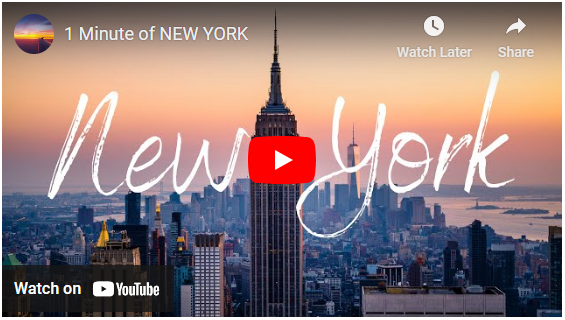 1 Minute of NEW YORK
Watch Later
Share
New York
Watch on YouTube